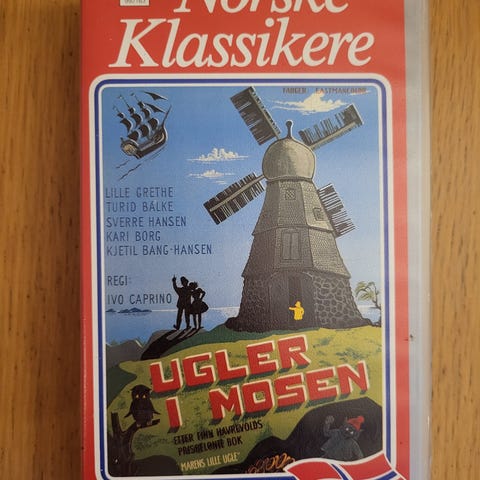 Norske
Klassikere
FARGER: EASTMANCOLOR
LILLE GRETHE
TURID BALKE
SVERRE HANSEN
KARI BORG
KJETIL BANG-HANSEN
REGI:
IVO CAPRINO
UGLER
I MOSEN
ETTER FINN HAVREVOLDS
PRISBELØNTE BOK
"MARENS LILLE UGLE"